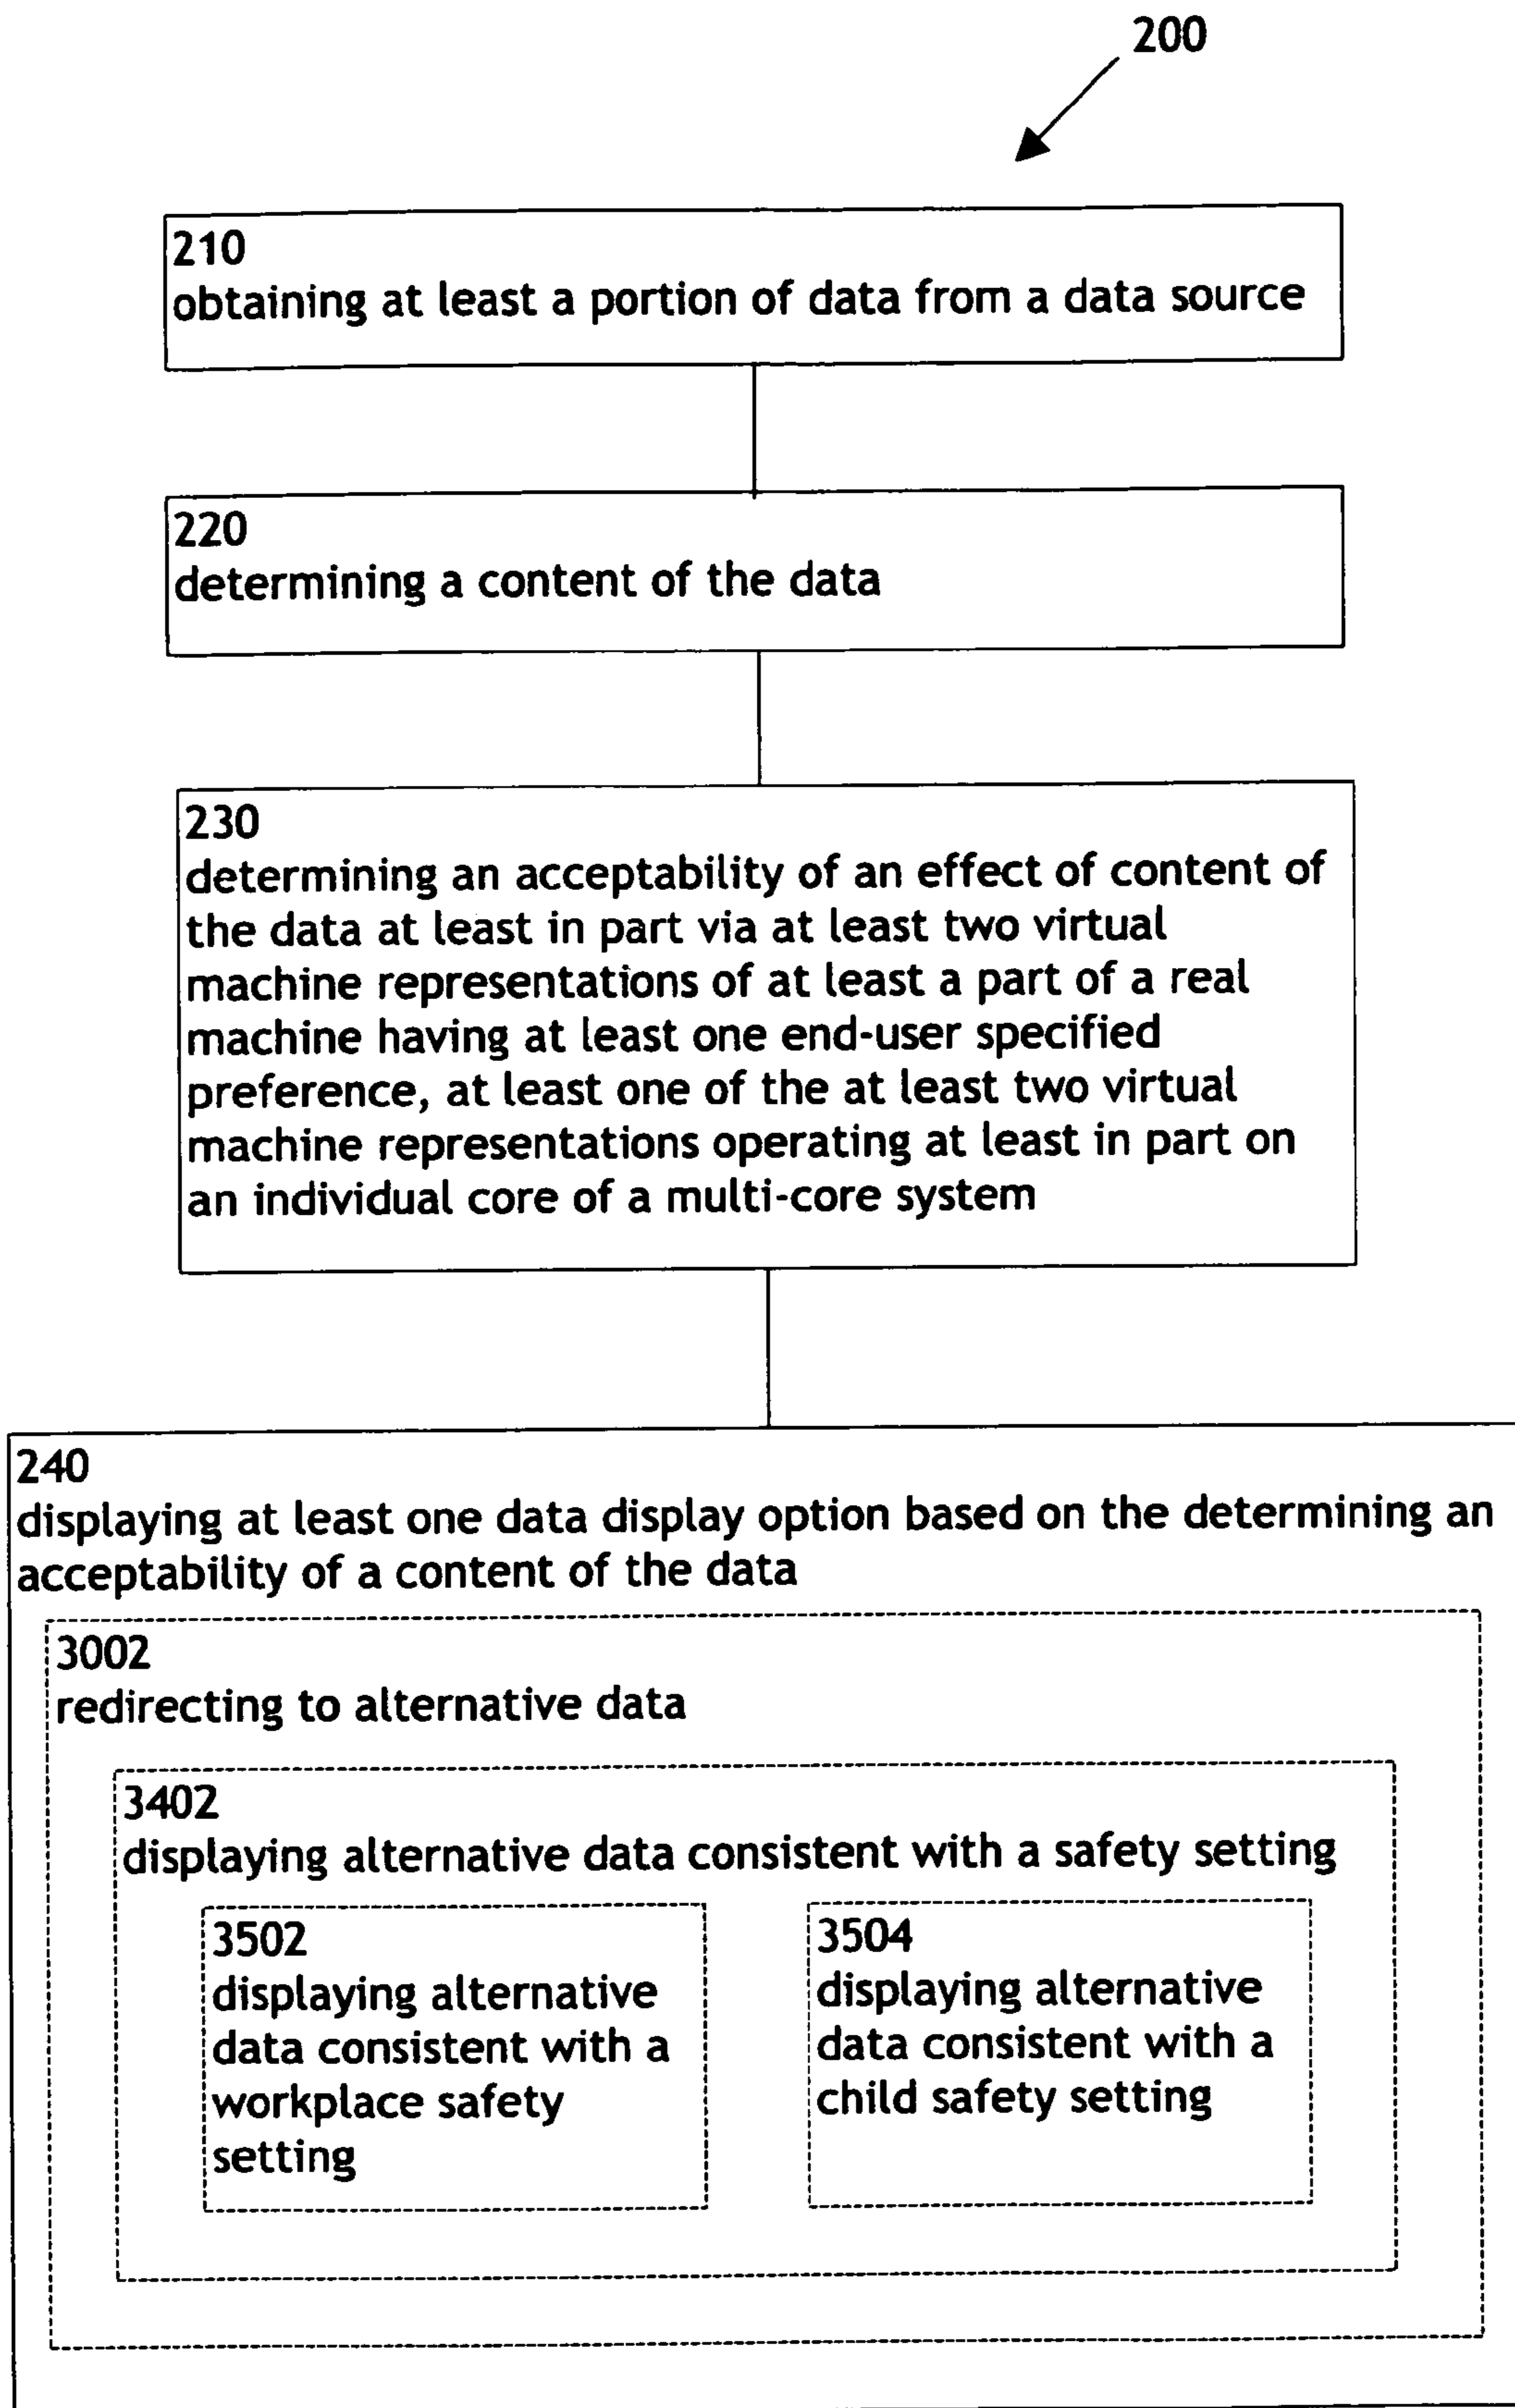 200
210
obtaining at least a portion of data from a data source
220
determining a content of the data
230
determining an acceptability of an effect of content of
the data at least in part via at least two virtual
machine representations of at least a part of a real
machine having at least one end-user specified
preference, at least one of the at least two virtual
machine representations operating at least in part on
an individual core of a multi-core system
240
displaying at least one data display option based on the determining an
acceptability of a content of the data
3002
redirecting to alternative data
3402
displaying alternative data consistent with a safety setting
3502
displaying alternative
data consistent with a
workplace safety
setting
3504
displaying alternative
data consistent with a
child safety setting